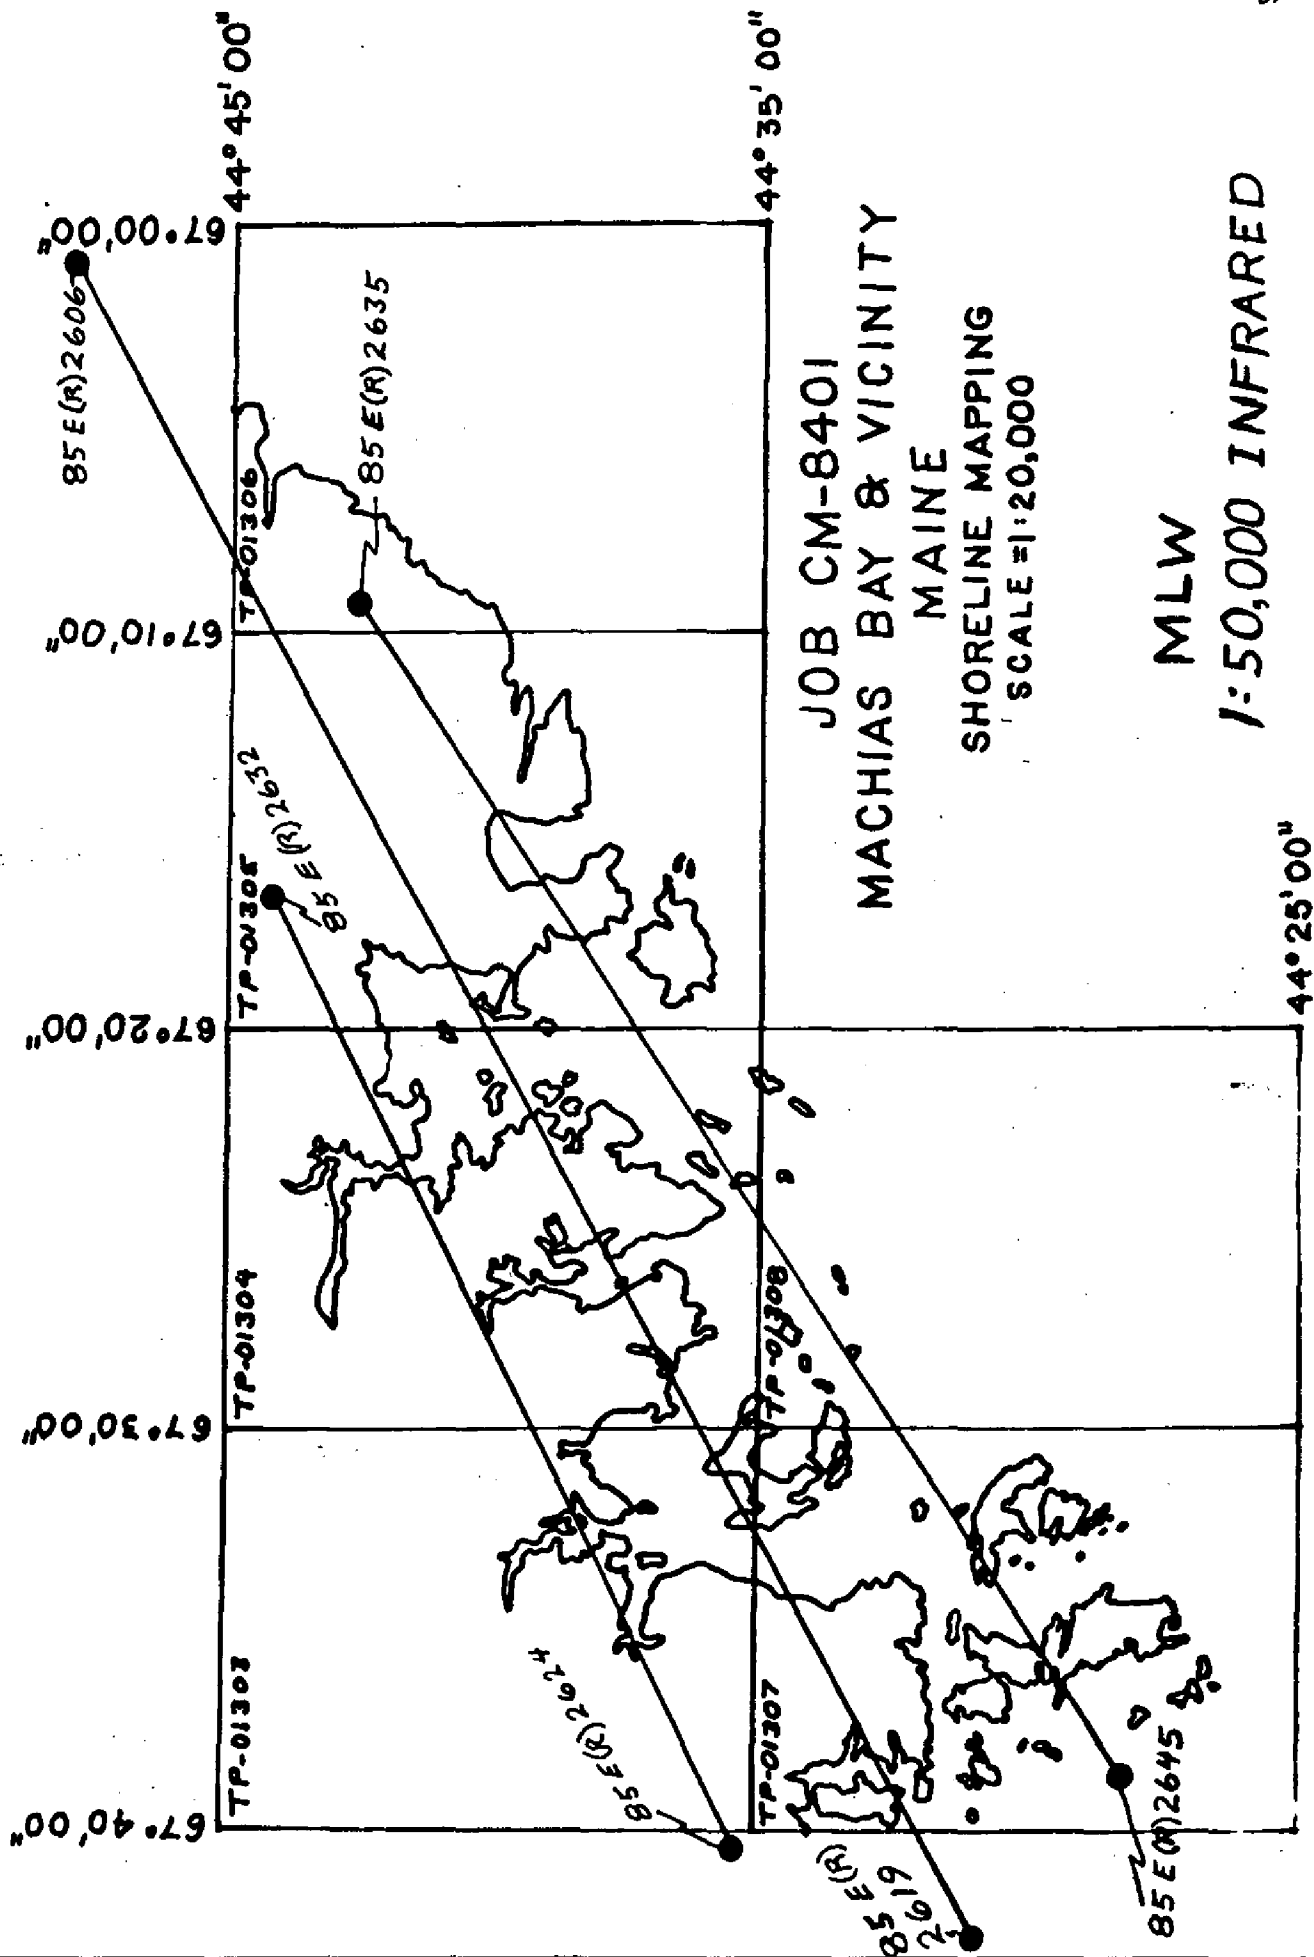 67°40'00"
67°30'00"
67°20'00"
67°10'00"
67°00'00"
44°45'00"
44°35'00"
44°25'00"
TP-01303
TP-01304
TP-01305
TP-01306
TP-01307
TP-01308
85 E(R) 2606
85 E(R) 2635
85 E(R) 2632
85 E(R) 2624
85 E(R)
2619
85 E(R) 2645
JOB CM-8401
MACHIAS BAY & VICINITY
MAINE
SHORELINE MAPPING
SCALE = 1:20,000
MLW
1:50,000 INFRARED